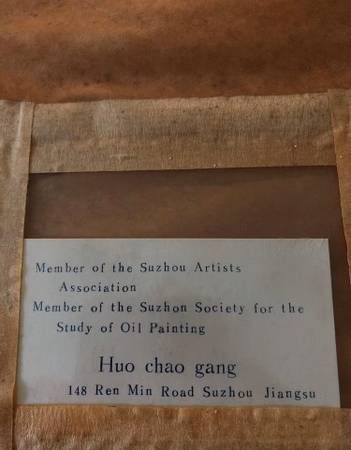 Member of the Suzhou Artists
Association
Member of the Suzhon Society for the
Study of Oil Painting
Huo chao gang
148 Ren Min Road Suzhou Jiangsu